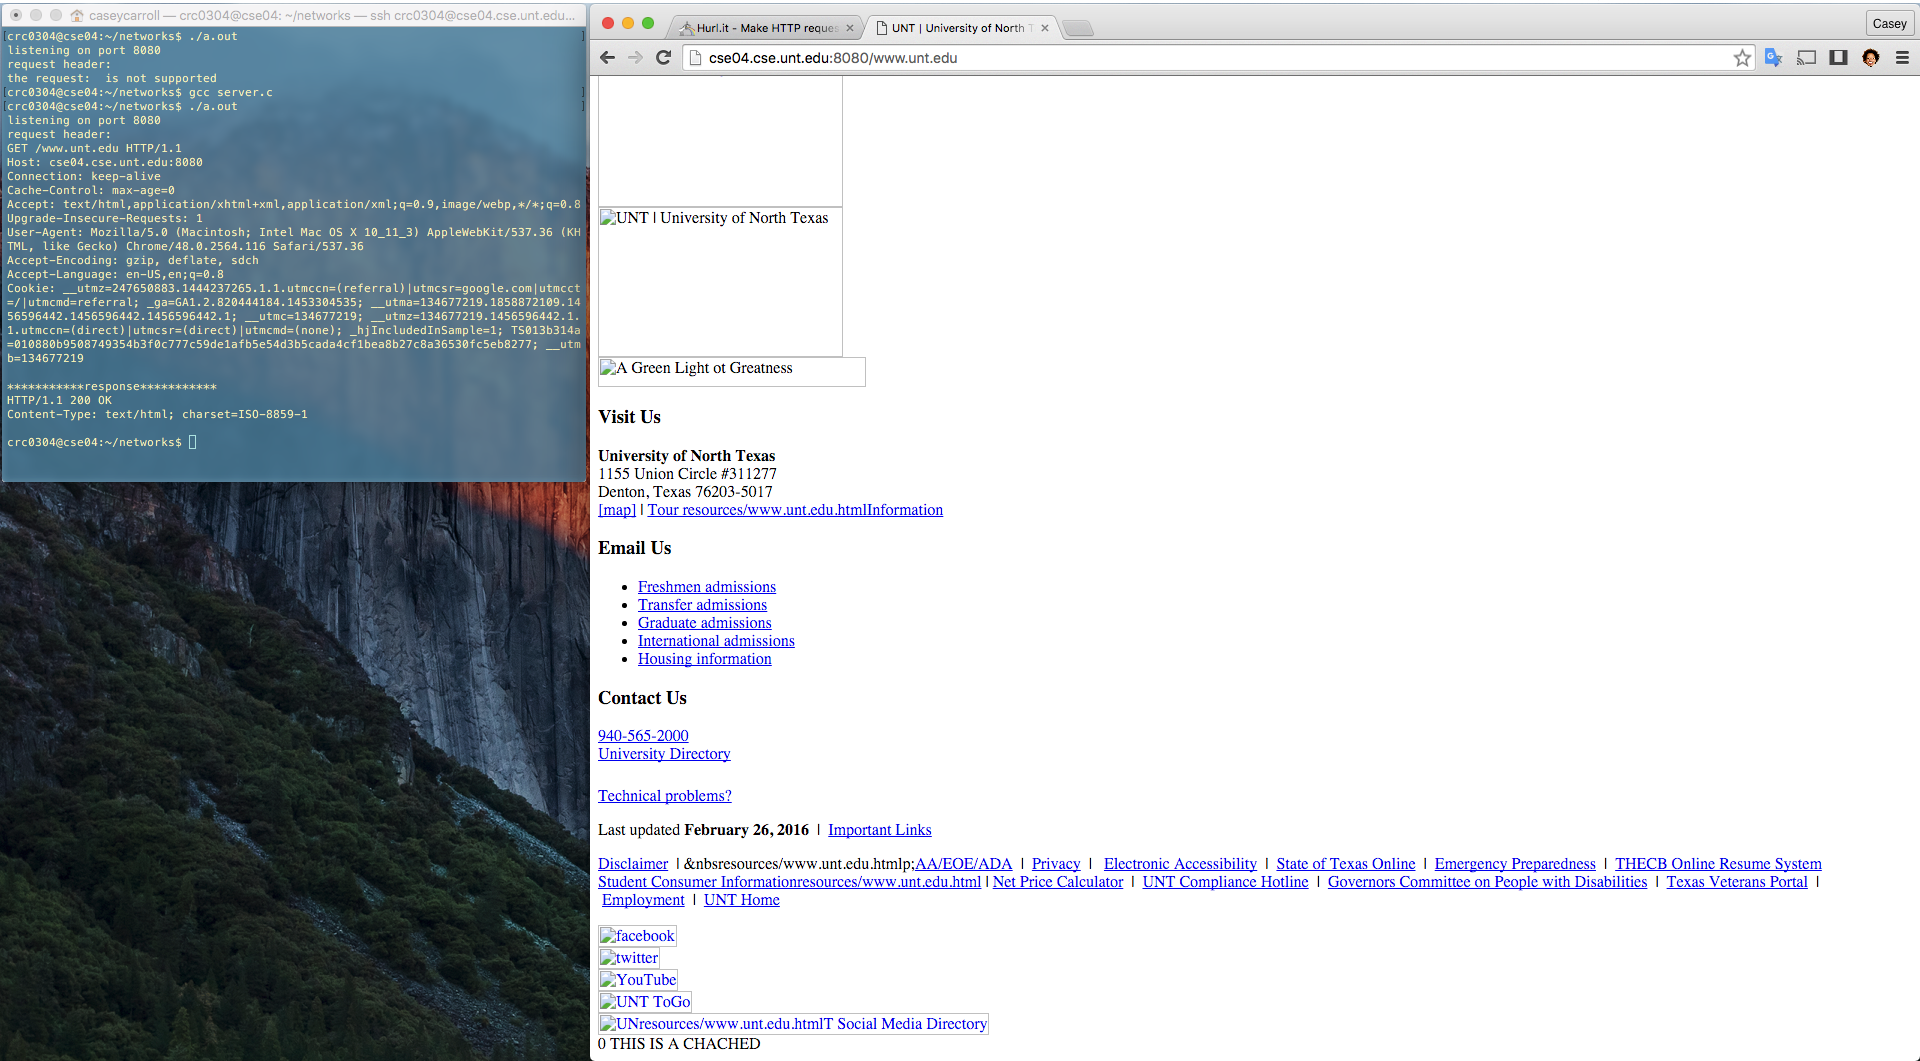 caseycarroll — crc0304@cse04: ~/networks — ssh crc0304@cse04.cse.unt.edu...
[crc0304@cse04:~/networks$ ./a.out ]
listening on port 8080
request header:
the request:  is not supported
[crc0304@cse04:~/networks$ gcc server.c ]
[crc0304@cse04:~/networks$ ./a.out ]
listening on port 8080
request header:
GET /www.unt.edu HTTP/1.1
Host: cse04.cse.unt.edu:8080
Connection: keep-alive
Cache-Control: max-age=0
Accept: text/html,application/xhtml+xml,application/xml;q=0.9,image/webp,*/*;q=0.8
Upgrade-Insecure-Requests: 1
User-Agent: Mozilla/5.0 (Macintosh; Intel Mac OS X 10_11_3) AppleWebKit/537.36 (KH
TML, like Gecko) Chrome/48.0.2564.116 Safari/537.36
Accept-Encoding: gzip, deflate, sdch
Accept-Language: en-US,en;q=0.8
Cookie: __utmz=247650883.1444237265.1.1.utmccn=(referral)|utmcsr=google.com|utmcct
=/|utmcmd=referral; _ga=GA1.2.820444184.1453304535; __utma=134677219.1858872109.14
56596442.1456596442.1456596442.1; __utmc=134677219; __utmz=134677219.1456596442.1.
1.utmccn=(direct)|utmcsr=(direct)|utmcmd=(none); _hjIncludedInSample=1; TS013b314a
=010880b9508749354b3f0c777c59de1afb5e54d3b5cada4cf1bea8b27c8a36530fc5eb8277; __utm
b=134677219
***********response***********
HTTP/1.1 200 OK
Content-Type: text/html; charset=ISO-8859-1
crc0304@cse04:~/networks$
Hurl.it - Make HTTP reques
UNT | University of North T
Casey
cse04.cse.unt.edu:8080/www.unt.edu
UNT | University of North Texas
A Green Light ot Greatness
Visit Us
University of North Texas
1155 Union Circle #311277
Denton, Texas 76203-5017
[map] | Tour resources/www.unt.edu.htmlInformation
Email Us
• Freshmen admissions
• Transfer admissions
• Graduate admissions
• International admissions
• Housing information
Contact Us
940-565-2000
University Directory
Technical problems?
Last updated February 26, 2016 | Important Links
Disclaimer | &nbsresources/www.unt.edu.htmlp;AA/EOE/ADA | Privacy | Electronic Accessibility | State of Texas Online | Emergency Preparedness | THECB Online Resume System
Student Consumer Informationresources/www.unt.edu.html | Net Price Calculator | UNT Compliance Hotline | Governors Committee on People with Disabilities | Texas Veterans Portal |
Employment | UNT Home
facebook
twitter
YouTube
UNT ToGo
UNresources/www.unt.edu.htmlT Social Media Directory
0 THIS IS A CHACHED